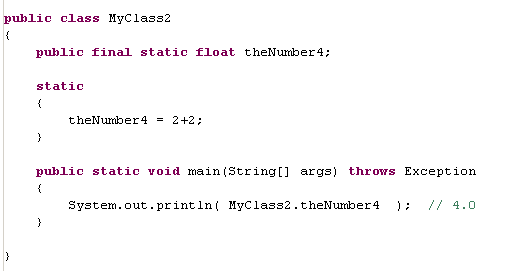 public class MyClass2
{
    public final static float theNumber4;
    static
    {
        theNumber4 = 2+2;
    }
    public static void main(String[] args) throws Exception
    {
        System.out.println( MyClass2.theNumber4  );  // 4.0
    }
}